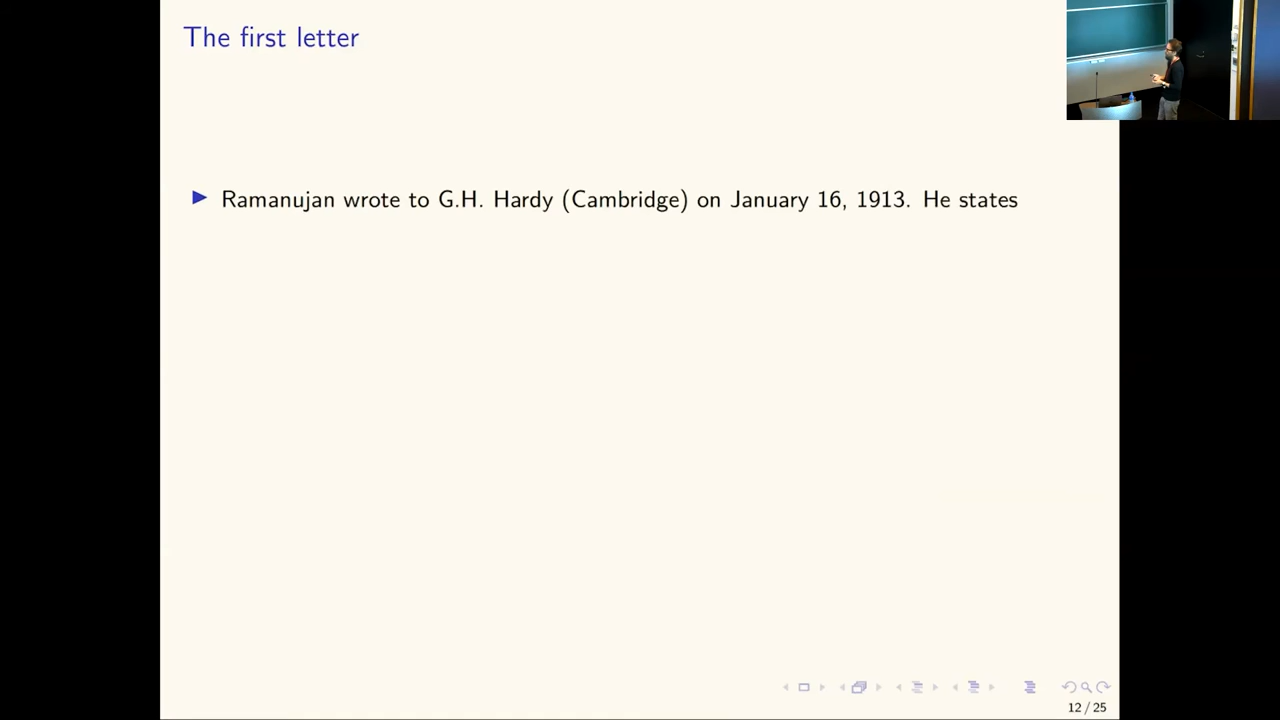 The first letter
Ramanujan wrote to G.H. Hardy (Cambridge) on January 16, 1913. He states
12 / 25